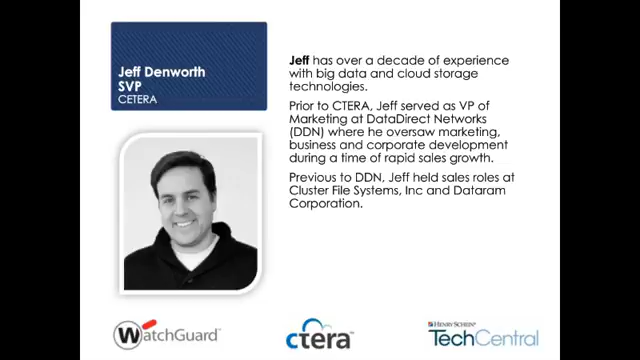 Jeff Denworth
SVP
CETERA
Jeff has over a decade of experience
with big data and cloud storage
technologies.
Prior to CTERA, Jeff served as VP of
Marketing at DataDirect Networks
(DDN) where he oversaw marketing,
business and corporate development
during a time of rapid sales growth.
Previous to DDN, Jeff held sales roles at
Cluster File Systems, Inc and Dataram
Corporation.
WatchGuard
ctera
HENRY SCHEIN
TechCentral